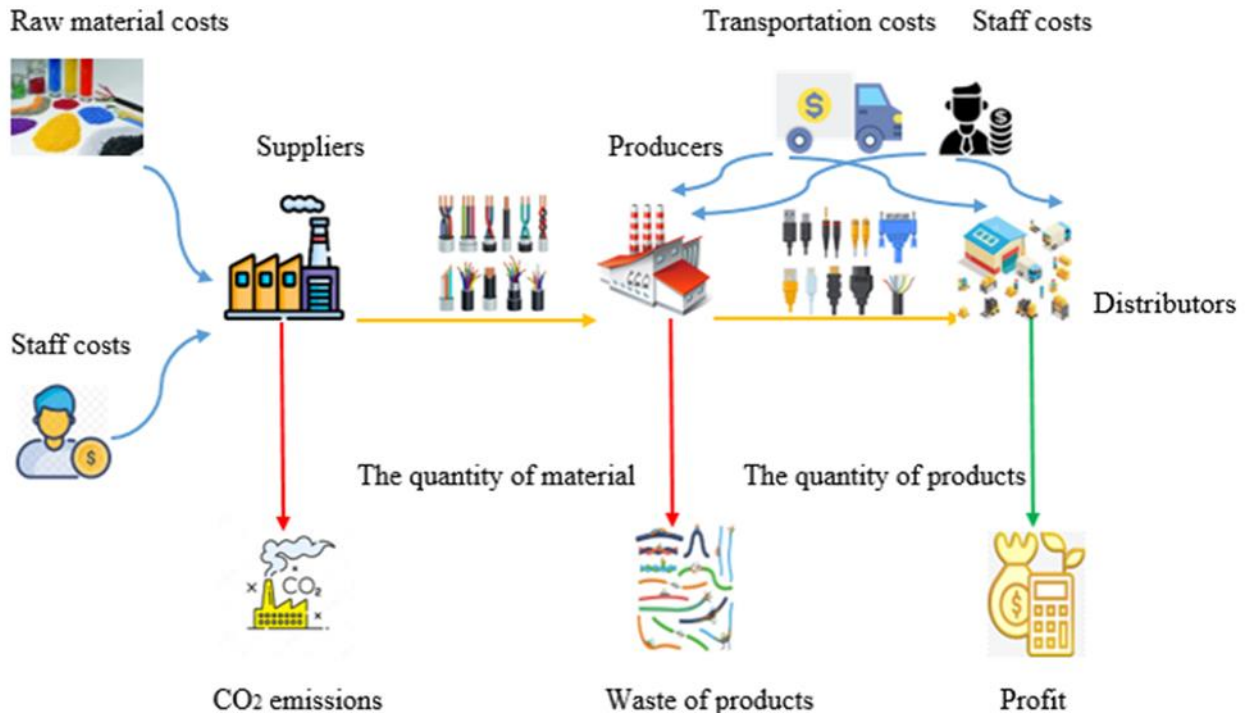 Raw material costs
Transportation costs
Staff costs
Suppliers
Producers
Distributors
Staff costs
The quantity of material
The quantity of products
CO2
CO2 emissions
Waste of products
Profit